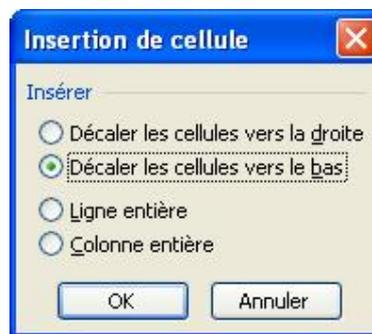 Insertion de cellule
Insérer
Décaler les cellules vers la droite
Décaler les cellules vers le bas
Ligne entière
Colonne entière
OK Annuler